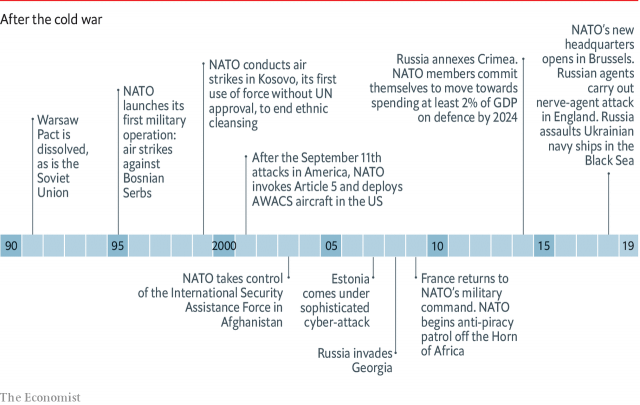 After the cold war
Warsaw
Pact is
dissolved,
as is the
Soviet
Union
NATO
launches its
first military
operation:
air strikes
against
Bosnian
Serbs
NATO conducts air
strikes in Kosovo, its first
use of force without UN
approval, to end ethnic
cleansing
After the September 11th
attacks in America, NATO
invokes Article 5 and deploys
AWACS aircraft in the US
Russia annexes Crimea.
NATO members commit
themselves to move towards
spending at least 2% of GDP
on defence by 2024
NATO’s new
headquarters
opens in Brussels.
Russian agents
carry out
nerve-agent attack
in England. Russia
assaults Ukrainian
navy ships in the
Black Sea
90 95 2000 05 10 15 19
NATO takes control
of the International Security
Assistance Force in
Afghanistan
Estonia
comes under
sophisticated
cyber-attack
Russia invades
Georgia
France returns to
NATO’s military
command. NATO
begins anti-piracy
patrol off the Horn
of Africa
The Economist